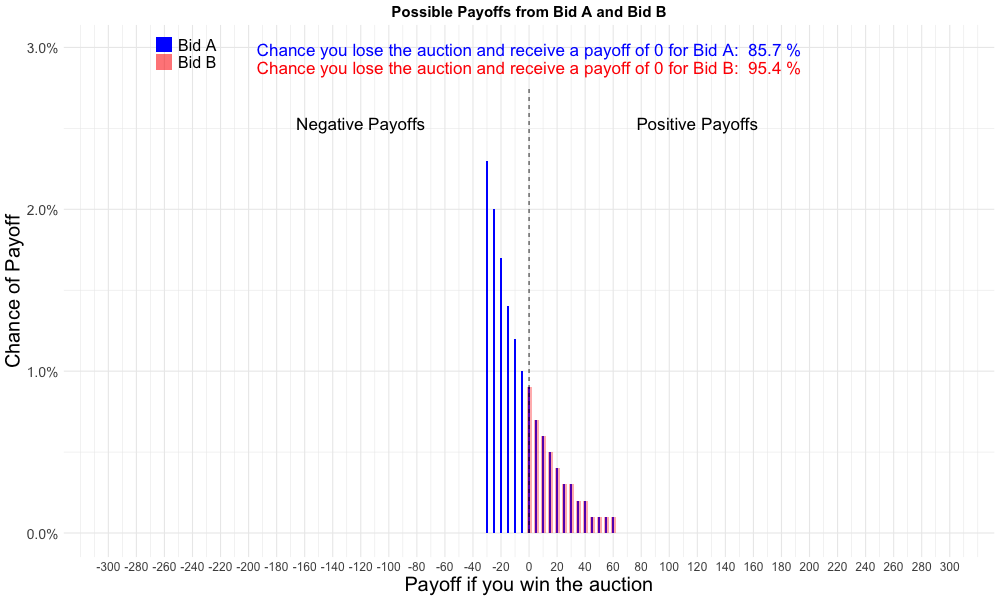 Possible Payoffs from Bid A and Bid B
Bid A
Bid B
Chance you lose the auction and receive a payoff of 0 for Bid A:  85.7 %
Chance you lose the auction and receive a payoff of 0 for Bid B:  95.4 %
Negative Payoffs
Positive Payoffs
3.0%
2.0%
1.0%
0.0%
Chance of Payoff
-300 -280 -260 -240 -220 -200 -180 -160 -140 -120 -100 -80 -60 -40 -20 0 20 40 60 80 100 120 140 160 180 200 220 240 260 280 300
Payoff if you win the auction